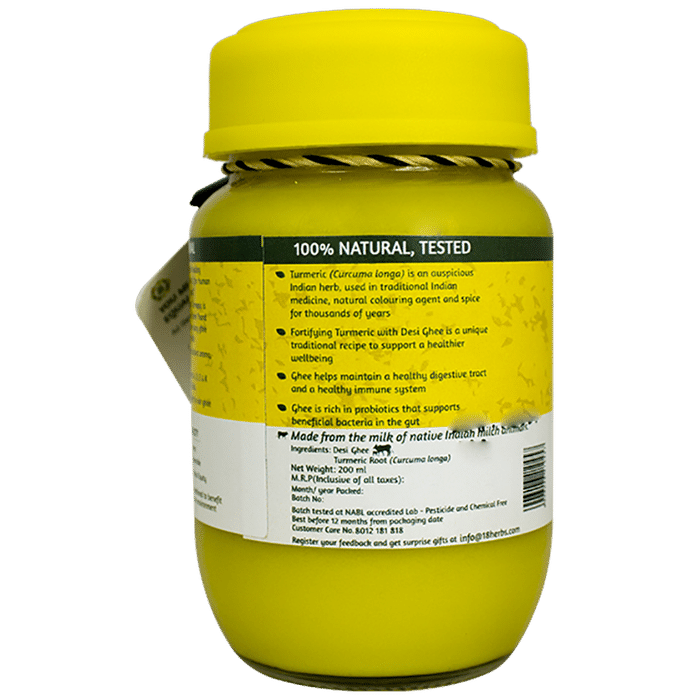 100% NATURAL, TESTED
Turmeric (Curcuma longa) is an auspicious
Indian herb, used in traditional Indian
medicine, natural colouring agent and spice
for thousands of years
Fortifying Turmeric with Desi Ghee is a unique
traditional recipe to support a healthier
wellbeing
Ghee helps maintain a healthy digestive tract
and a healthy immune system
Ghee is rich in probiotics that supports
beneficial bacteria in the gut
Made from the milk of native Indian milch
Ingredients: Desi Ghee
Turmeric Root (Curcuma longa)
Net Weight: 200 ml
M.R.P(Inclusive of all taxes):
Month/ year Packed:
Batch No:
Batch tested at NABL accredited Lab - Pesticide and Chemical Free
Best before 12 months from packaging date
Customer Care No. 8012 181 818
Register your feedback and get surprise gifts at info@18herbs.com